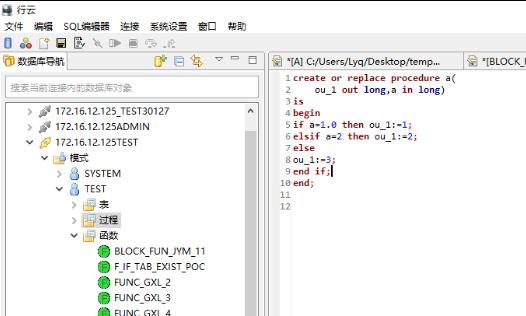 行云
文件 编辑 SQL编辑器 连接 系统设置 窗口 帮助
数据库导航
搜索当前连接内的数据库对象
172.16.12.125_TEST30127
172.16.12.125ADMIN
172.16.12.125TEST
模式
SYSTEM
TEST
表
过程
函数
BLOCK_FUN_JYM_11
F_IF_TAB_EXIST_POC
FUNC_GXL_2
FUNC_GXL_3
FUNC_GXL_4
*[A] C:/Users/Lyq/Desktop/temp... *[BLOCK_F
1 create or replace procedure a(
2 ou_1 out long,a in long)
3 is
4 begin
5 if a=1.0 then ou_1:=1;
6 elsif a=2 then ou_1:=2;
7 else
8 ou_1:=3;
9 end if;
10 end;
11
12